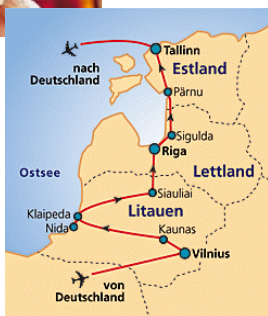 Tallinn
nach
Deutschland
Estland
Pärnu
Sigulda
Riga
Ostsee
Lettland
Siauliai
Klaipeda
Litauen
Nida
Kaunas
Vilnius
von
Deutschland